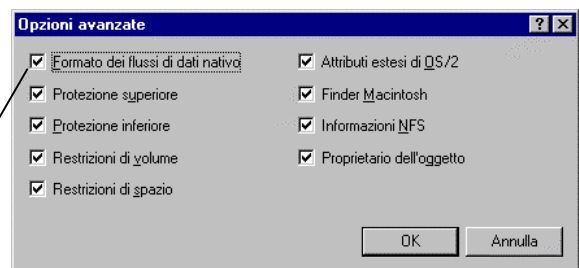 Opzioni avanzate
Formato dei flussi di dati nativo
Protezione superiore
Protezione inferiore
Restrizioni di volume
Restrizioni di spazio
Attributi estesi di OS/2
Finder Macintosh
Informazioni NFS
Proprietario dell'oggetto
OK
Annulla